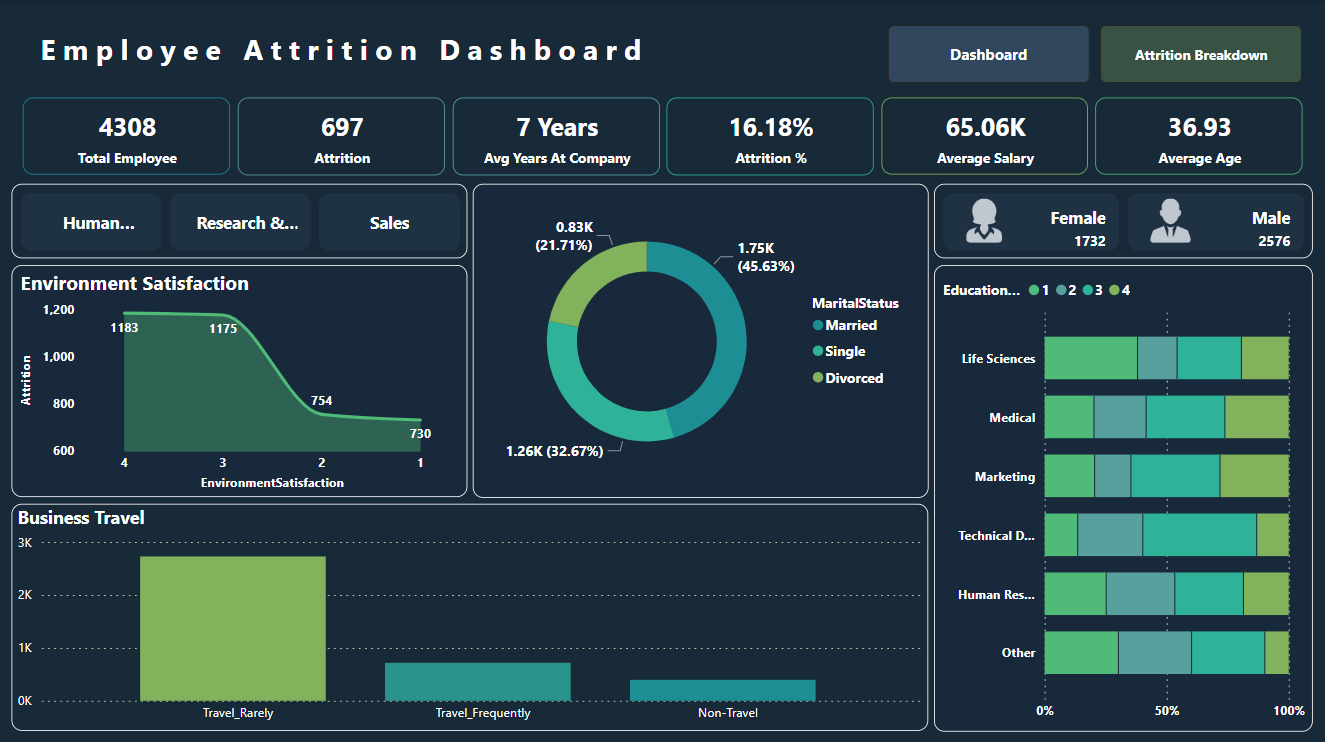 Employee Attrition Dashboard
Dashboard
Attrition Breakdown
4308
Total Employee
697
Attrition
7 Years
Avg Years At Company
16.18%
Attrition %
65.06K
Average Salary
36.93
Average Age
Human...
Research &...
Sales
Female
1732
Male
2576
Environment Satisfaction
Attrition
1,200
1,000
800
600
1183
1175
754
730
4
3
2
1
EnvironmentSatisfaction
0.83K
(21.71%)
1.75K
(45.63%)
1.26K (32.67%)
MaritalStatus
Married
Single
Divorced
Education... 1 2 3 4
Life Sciences
Medical
Marketing
Technical D...
Human Res...
Other
0%
50%
100%
Business Travel
3K
2K
1K
0K
Travel_Rarely
Travel_Frequently
Non-Travel